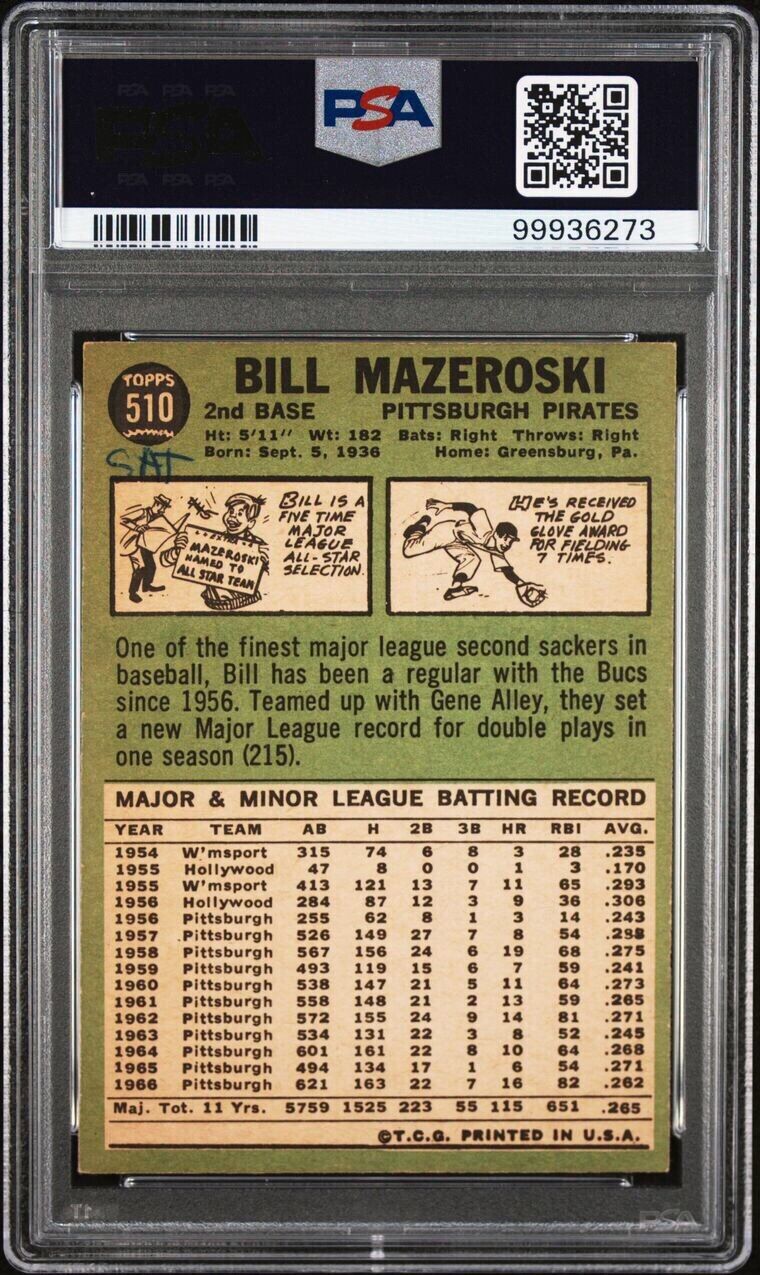 PSA PSA PSA
PSA
PSA
PSA PSA PSA
99936273
TOPPS
510
BILL MAZEROSKI
2nd BASE PITTSBURGH PIRATES
Ht: 5'11" Wt: 182 Bats: Right Throws: Right
Born: Sept. 5, 1936 Home: Greensburg, Pa.
SAT
MAZEROSKI
NAMED TO
ALL STAR TEAM
BILL IS A
FIVE TIME
MAJOR
LEAGUE
ALL-STAR
SELECTION.
HE'S RECEIVED
THE GOLD
GLOVE AWARD
FOR FIELDING
7 TIMES.
One of the finest major league second sackers in
baseball, Bill has been a regular with the Bucs
since 1956. Teamed up with Gene Alley, they set
a new Major League record for double plays in
one season (215).
MAJOR & MINOR LEAGUE BATTING RECORD
YEAR TEAM AB H 2B 3B HR RBI AVG.
1954 W'msport 315 74 6 8 3 28 .235
1955 Hollywood 47 8 0 0 1 3 .170
1955 W'msport 413 121 13 7 11 65 .293
1956 Hollywood 284 87 12 3 9 36 .306
1956 Pittsburgh 255 62 8 1 3 14 .243
1957 Pittsburgh 526 149 27 7 8 54 .283
1958 Pittsburgh 567 156 24 6 19 68 .275
1959 Pittsburgh 493 119 15 6 7 59 .241
1960 Pittsburgh 538 147 21 5 11 64 .273
1961 Pittsburgh 558 148 21 2 13 59 .265
1962 Pittsburgh 572 155 24 9 14 81 .271
1963 Pittsburgh 534 131 22 3 8 52 .245
1964 Pittsburgh 601 161 22 8 10 64 .268
1965 Pittsburgh 494 134 17 1 6 54 .271
1966 Pittsburgh 621 163 22 7 16 82 .262
Maj. Tot. 11 Yrs. 5759 1525 223 55 115 651 .265
©T.C.G. PRINTED IN U.S.A.
PSA